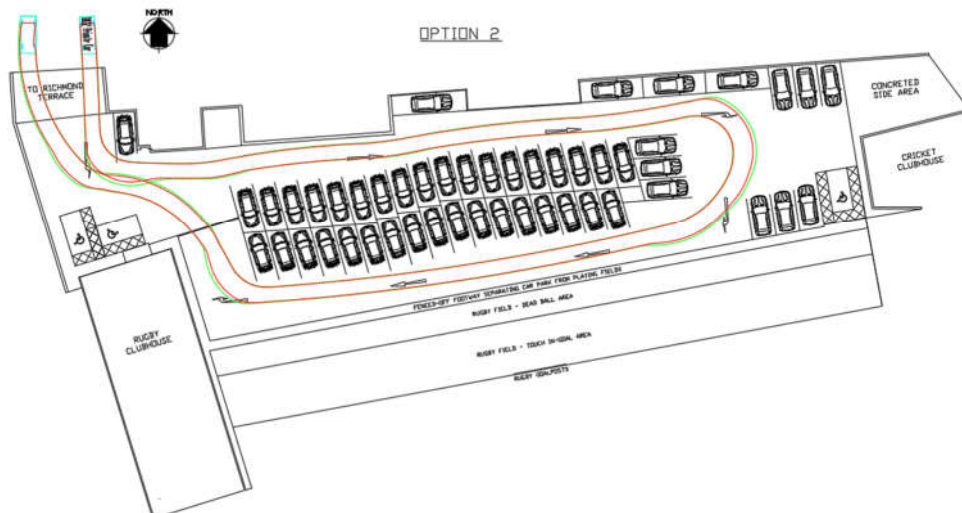 NORTH
OPTION 2
TO RICHMOND
TERRACE
CONCRETED
SIDE AREA
CRICKET
CLUBHOUSE
FENCED-OFF FOOTWAY SEPARATING CAR PARK FROM PLAYING FIELDS
RUGBY FIELD - DEAD BALL AREA
RUGBY CLUBHOUSE
RUGBY FIELD - TOUCH IN-GOAL AREA
RUGBY GOALPOSTS